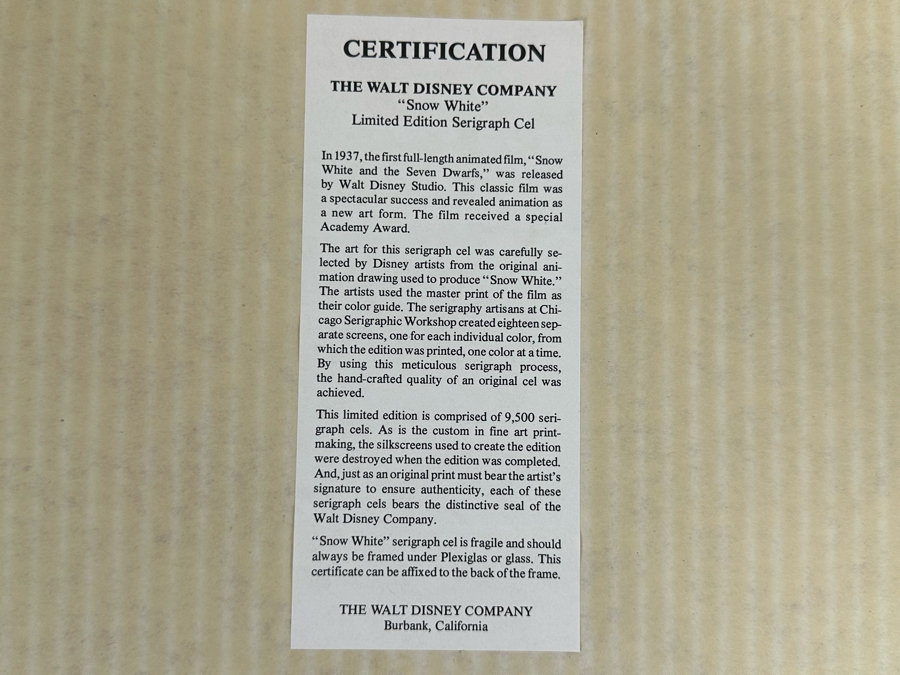 CERTIFICATION
THE WALT DISNEY COMPANY
“Snow White”
Limited Edition Serigraph Cel
In 1937, the first full-length animated film, “Snow
White and the Seven Dwarfs,” was released
by Walt Disney Studio. This classic film was
a spectacular success and revealed animation as
a new art form. The film received a special
Academy Award.
The art for this serigraph cel was carefully se-
lected by Disney artists from the original ani-
mation drawing used to produce “Snow White.”
The artists used the master print of the film as
their color guide. The serigraphy artisans at Chi-
cago Serigraphic Workshop created eighteen sep-
arate screens, one for each individual color, from
which the edition was printed, one color at a time.
By using this meticulous serigraph process,
the hand-crafted quality of an original cel was
achieved.
This limited edition is comprised of 9,500 seri-
graph cels. As is the custom in fine art print-
making, the silkscreens used to create the edition
were destroyed when the edition was completed.
And, just as an original print must bear the artist’s
signature to ensure authenticity, each of these
serigraph cels bears the distinctive seal of the
Walt Disney Company.
“Snow White” serigraph cel is fragile and should
always be framed under Plexiglas or glass. This
certificate can be affixed to the back of the frame.
THE WALT DISNEY COMPANY
Burbank, California